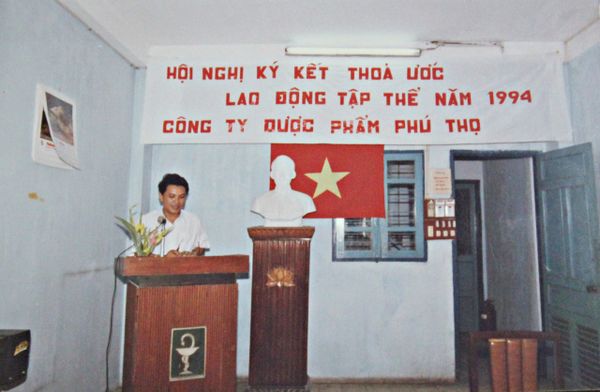 HỘI NGHỊ KÝ KẾT THOẢ ƯỚC
LAO ĐỘNG TẬP THỂ NĂM 1994
CÔNG TY DƯỢC PHẨM PHÚ THỌ